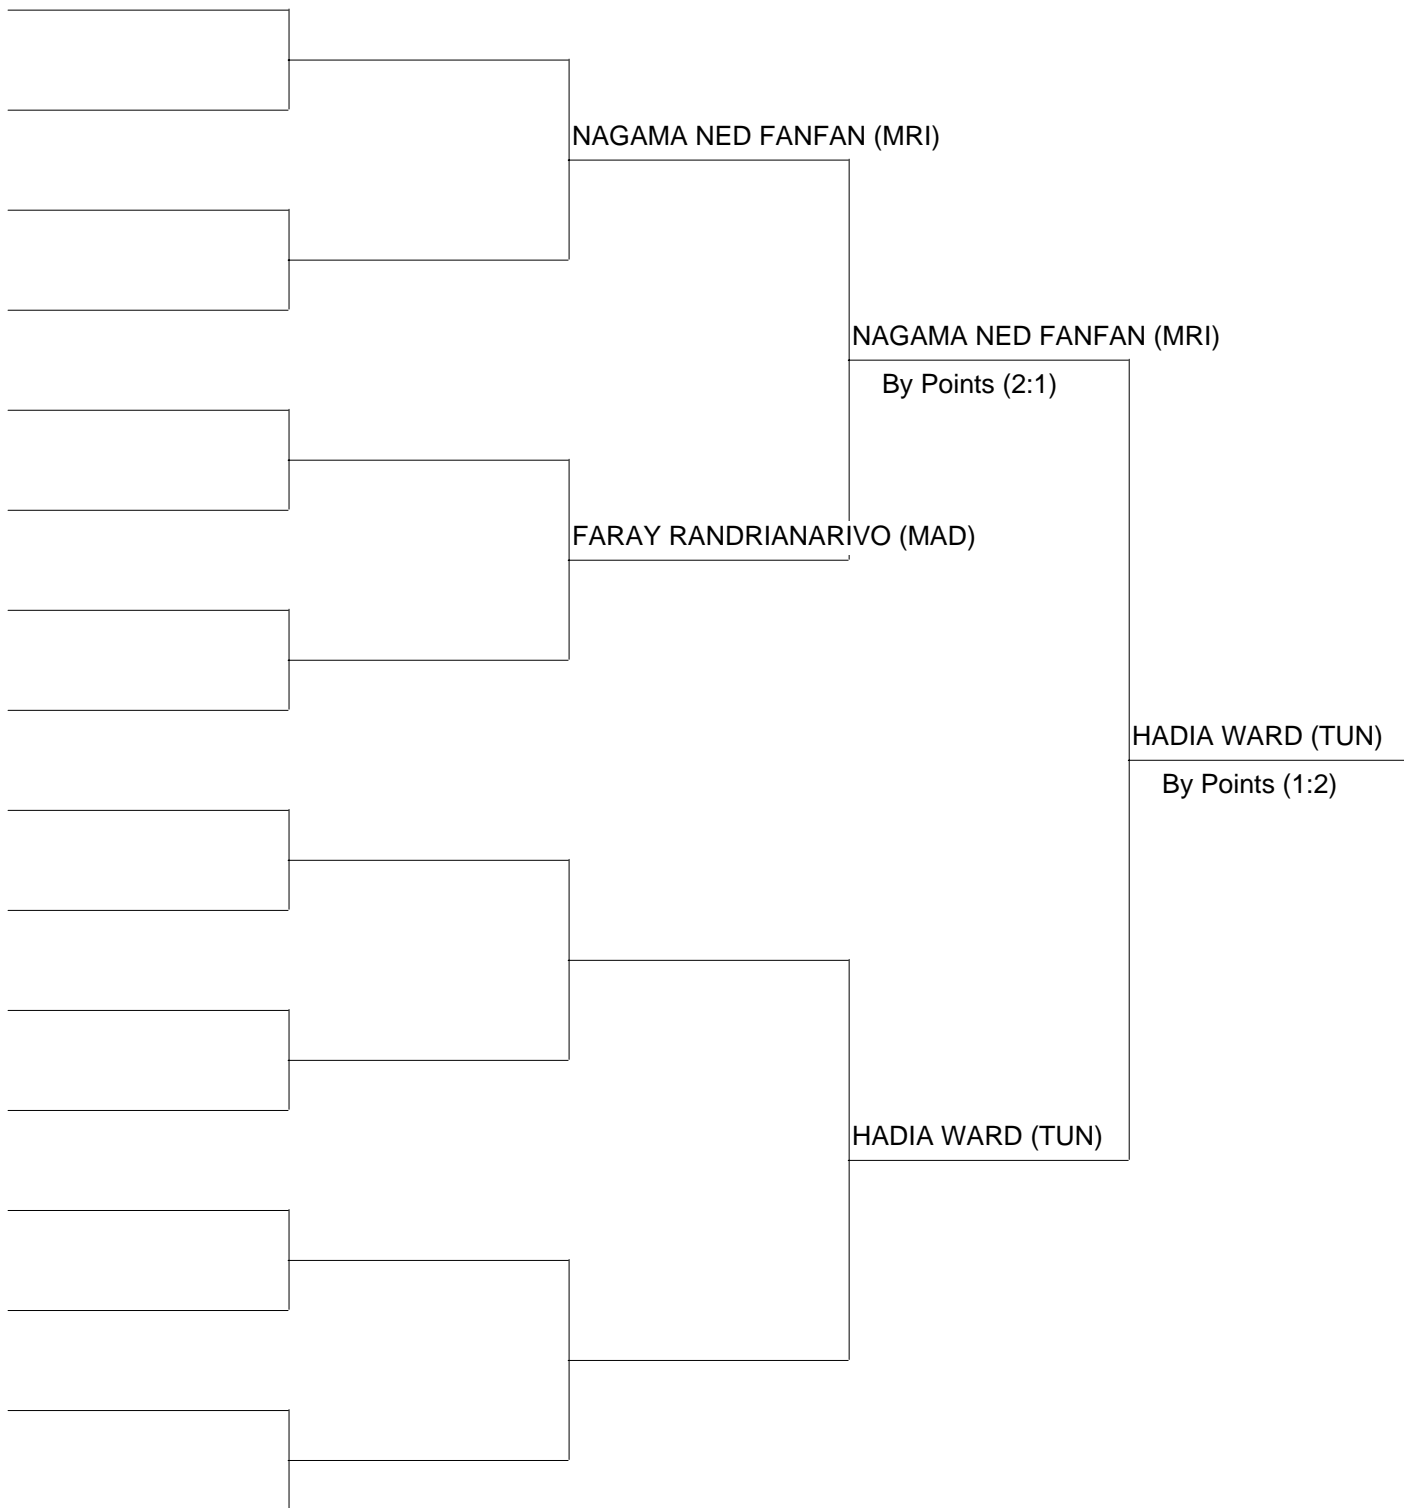 NAGAMA NED FANFAN (MRI)
NAGAMA NED FANFAN (MRI)
By Points (2:1)
FARAY RANDRIANARIVO (MAD)
HADIA WARD (TUN)
By Points (1:2)
HADIA WARD (TUN)